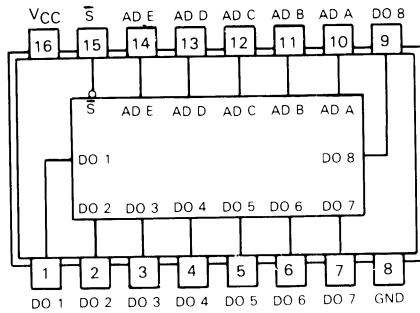 VCC S̅ AD E AD D AD C AD B AD A DO 8
16 15 14 13 12 11 10 9
S̅ AD E AD D AD C AD B AD A
DO 1 DO 8
DO 2 DO 3 DO 4 DO 5 DO 6 DO 7
1 2 3 4 5 6 7 8
DO 1 DO 2 DO 3 DO 4 DO 5 DO 6 DO 7 GND